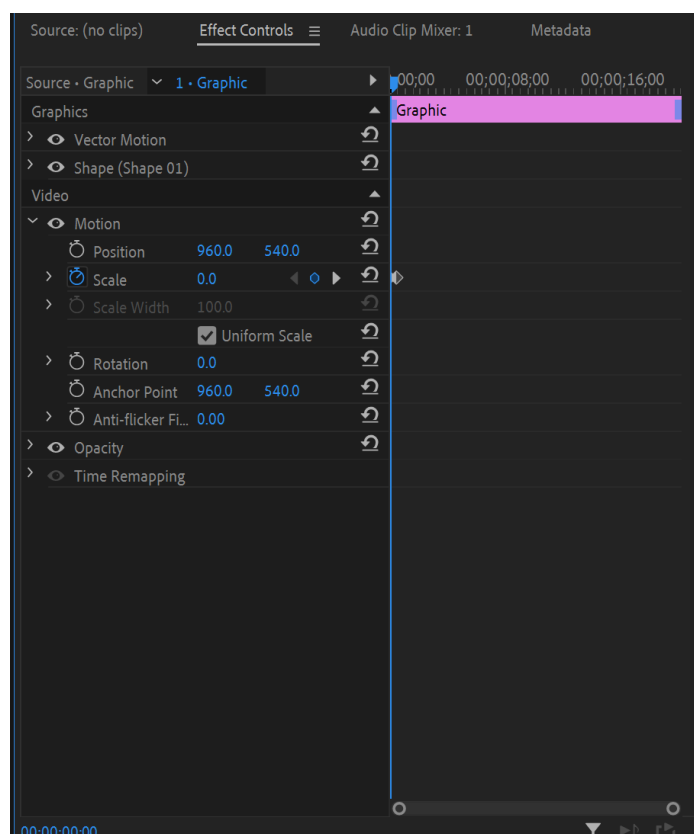 Source: (no clips) Effect Controls Audio Clip Mixer: 1 Metadata
Source • Graphic 1 • Graphic 00;00 00;00;08;00 00;00;16;00
Graphics Graphic
Vector Motion
Shape (Shape 01)
Video
Motion
Position 960.0 540.0
Scale 0.0
Scale Width 100.0
Uniform Scale
Rotation 0.0
Anchor Point 960.0 540.0
Anti-flicker Fi... 0.00
Opacity
Time Remapping
00;00;00;00